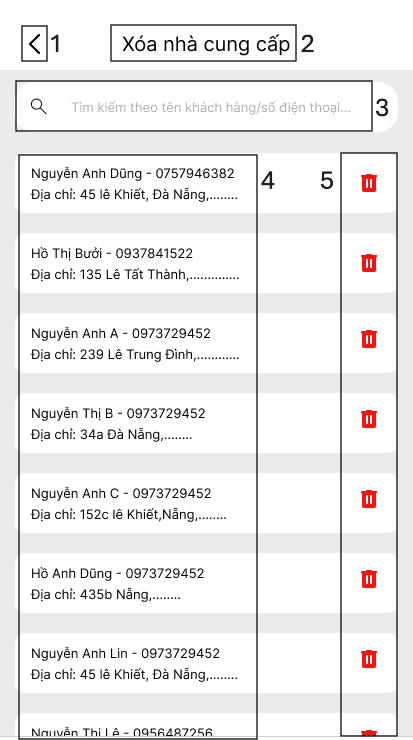 1
Xóa nhà cung cấp 2
Tìm kiếm theo tên khách hàng/số điện thoại... 3
Nguyễn Anh Dũng - 0757946382
Địa chỉ: 45 lê Khiết, Đà Nẵng,........
4 5
Hồ Thị Bưởi - 0937841522
Địa chỉ: 135 Lê Tất Thành,..............
Nguyễn Anh A - 0973729452
Địa chỉ: 239 Lê Trung Đình,............
Nguyễn Thị B - 0973729452
Địa chỉ: 34a Đà Nẵng,........
Nguyễn Anh C - 0973729452
Địa chỉ: 152c lê Khiết,Nẵng,........
Hồ Anh Dũng - 0973729452
Địa chỉ: 435b Nẵng,........
Nguyễn Anh Lin - 0973729452
Địa chỉ: 45 lê Khiết, Đà Nẵng,........
Nguyễn Thị Lê - 0956487256